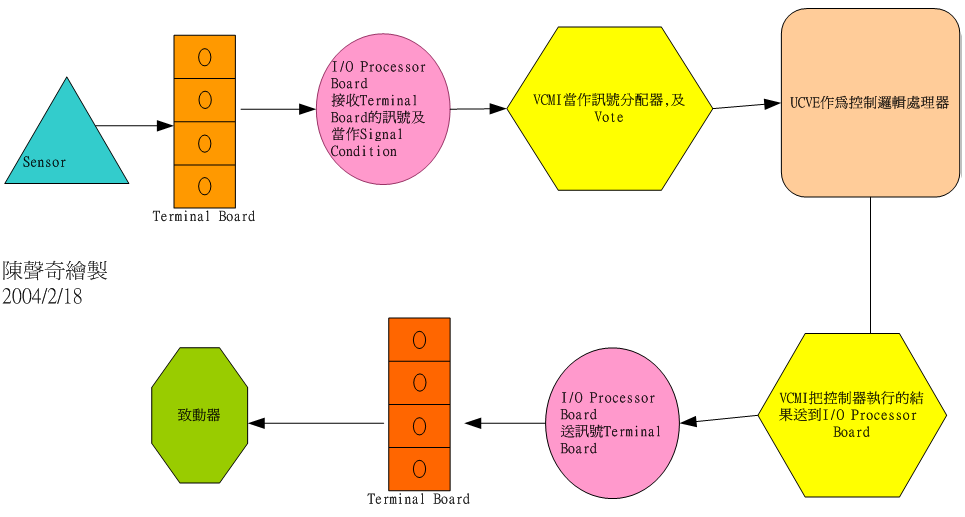 Sensor
Terminal Board
I/O Processor
Board
接收Terminal
Board的訊號及
當作Signal
Condition
VCMI當作訊號分配器,及
Vote
UCVE作爲控制邏輯處理器
陳聲奇繪製
2004/2/18
致動器
Terminal Board
I/O Processor
Board
送訊號Terminal
Board
VCMI把控制器執行的結
果送到I/O Processor
Board